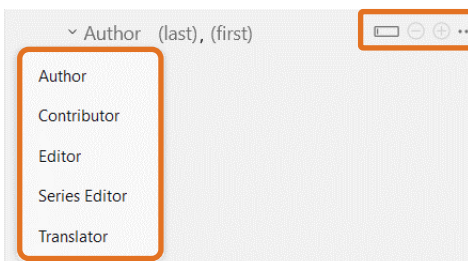 Author (last), (first)
Author
Contributor
Editor
Series Editor
Translator